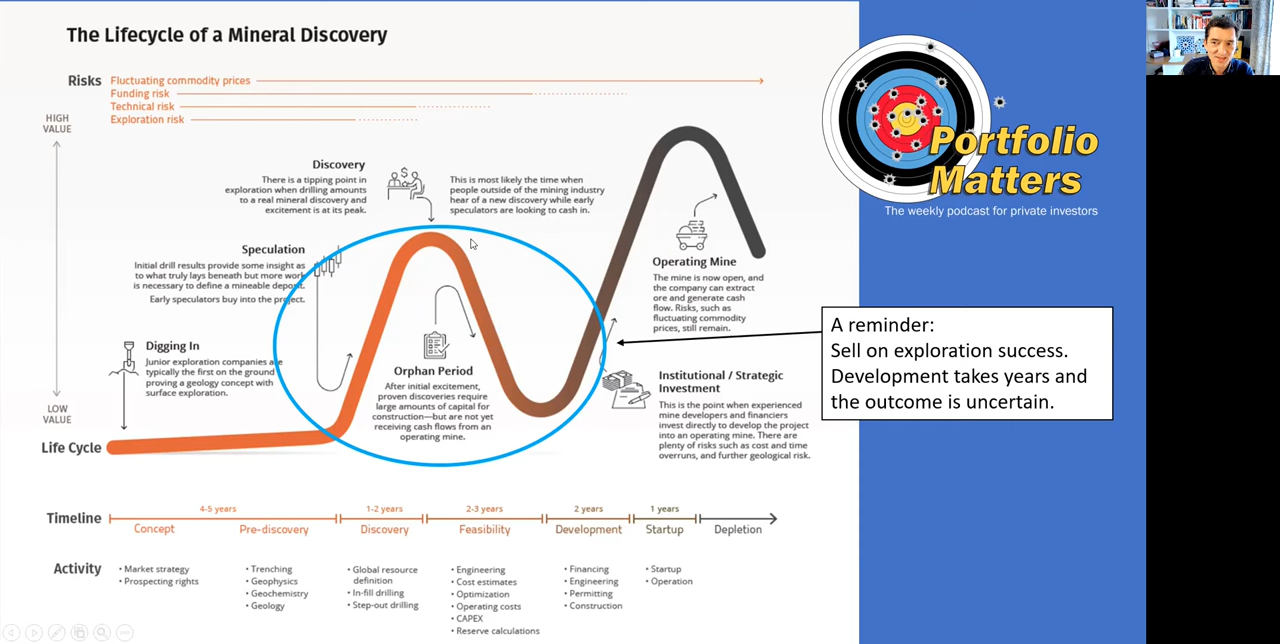 The Lifecycle of a Mineral Discovery
Risks
Fluctuating commodity prices
Funding risk
Technical risk
Exploration risk
HIGH
VALUE
Discovery
There is a tipping point in
exploration when drilling amounts
to a real mineral discovery and
excitement is at its peak.
This is most likely the time when
people outside of the mining industry
hear of a new discovery while early
speculators are looking to cash in.
Speculation
Initial drill results provide some insight as
to what truly lays beneath but more work
is necessary to define a mineable deposit.
Early speculators buy into the project.
Digging In
Junior exploration companies are
typically the first on the ground
proving a geology concept with
surface exploration.
Orphan Period
After initial excitement,
proven discoveries require
large amounts of capital for
construction—but are not yet
receiving cash flows from an
operating mine.
Operating Mine
The mine is now open, and
the company can extract
ore and generate cash
flow. Risks, such as
fluctuating commodity
prices, still remain.
Institutional / Strategic
Investment
This is the point when experienced
mine developers and financiers
invest directly to develop the project
into an operating mine. There are
plenty of risks such as cost and time
overruns, and further geological risk.
LOW
VALUE
Life Cycle
Portfolio
Matters
The weekly podcast for private investors
A reminder:
Sell on exploration success.
Development takes years and
the outcome is uncertain.
Timeline
4-5 years
1-2 years
2-3 years
2 years
1 years
Concept
Pre-discovery
Discovery
Feasibility
Development
Startup
Depletion
Activity
• Market strategy
• Prospecting rights
• Trenching
• Geophysics
• Geochemistry
• Geology
• Global resource
definition
• In-fill drilling
• Step-out drilling
• Engineering
• Cost estimates
• Optimization
• Operating costs
• CAPEX
• Reserve calculations
• Financing
• Engineering
• Permitting
• Construction
• Startup
• Operation